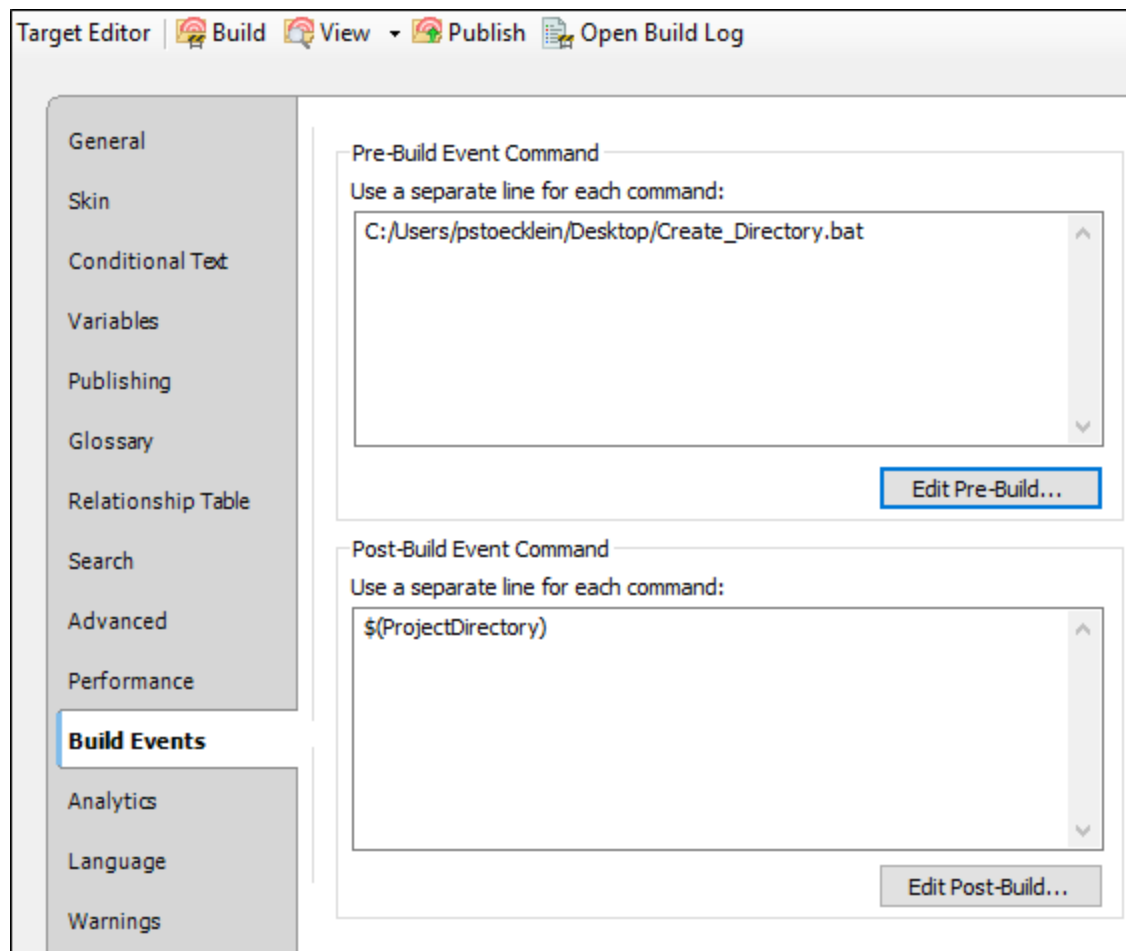 Target Editor Build View Publish Open Build Log
General
Skin
Conditional Text
Variables
Publishing
Glossary
Relationship Table
Search
Advanced
Performance
Build Events
Analytics
Language
Warnings
Pre-Build Event Command
Use a separate line for each command:
C:/Users/pstoecklein/Desktop/Create_Directory.bat
Edit Pre-Build...
Post-Build Event Command
Use a separate line for each command:
$(ProjectDirectory)
Edit Post-Build...